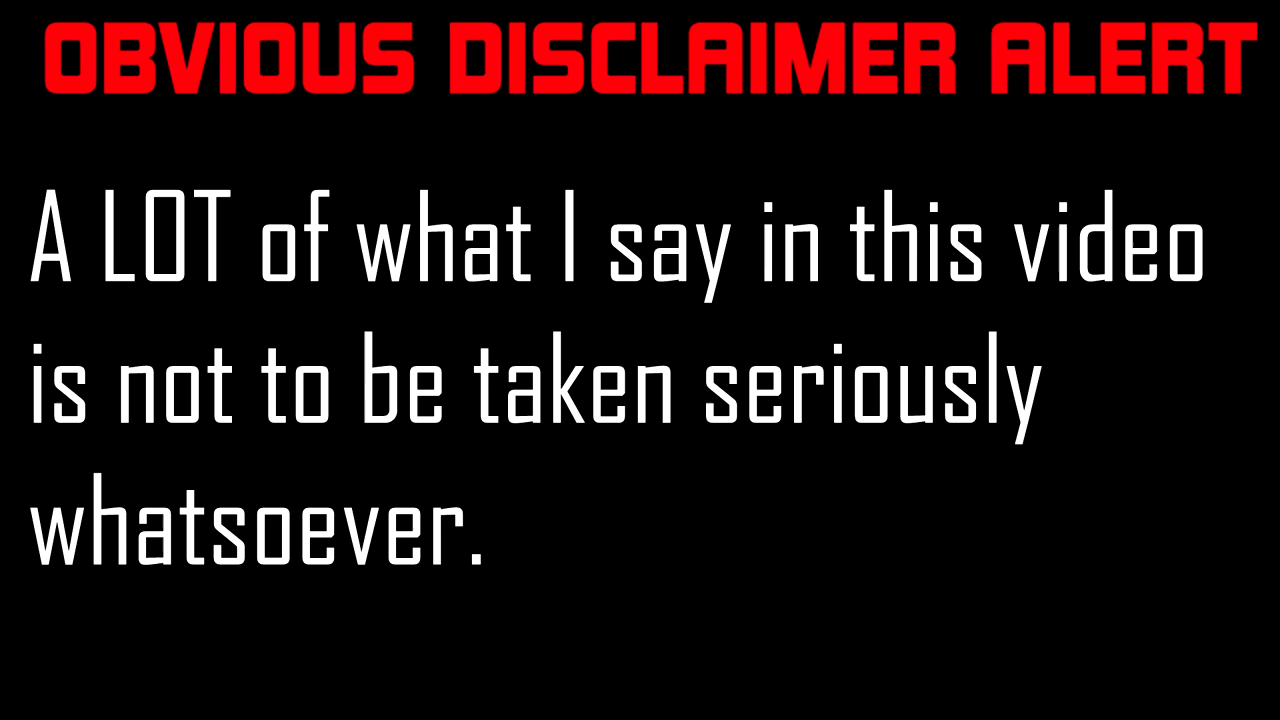 OBVIOUS DISCLAIMER ALERT
A LOT of what I say in this video
is not to be taken seriously
whatsoever.